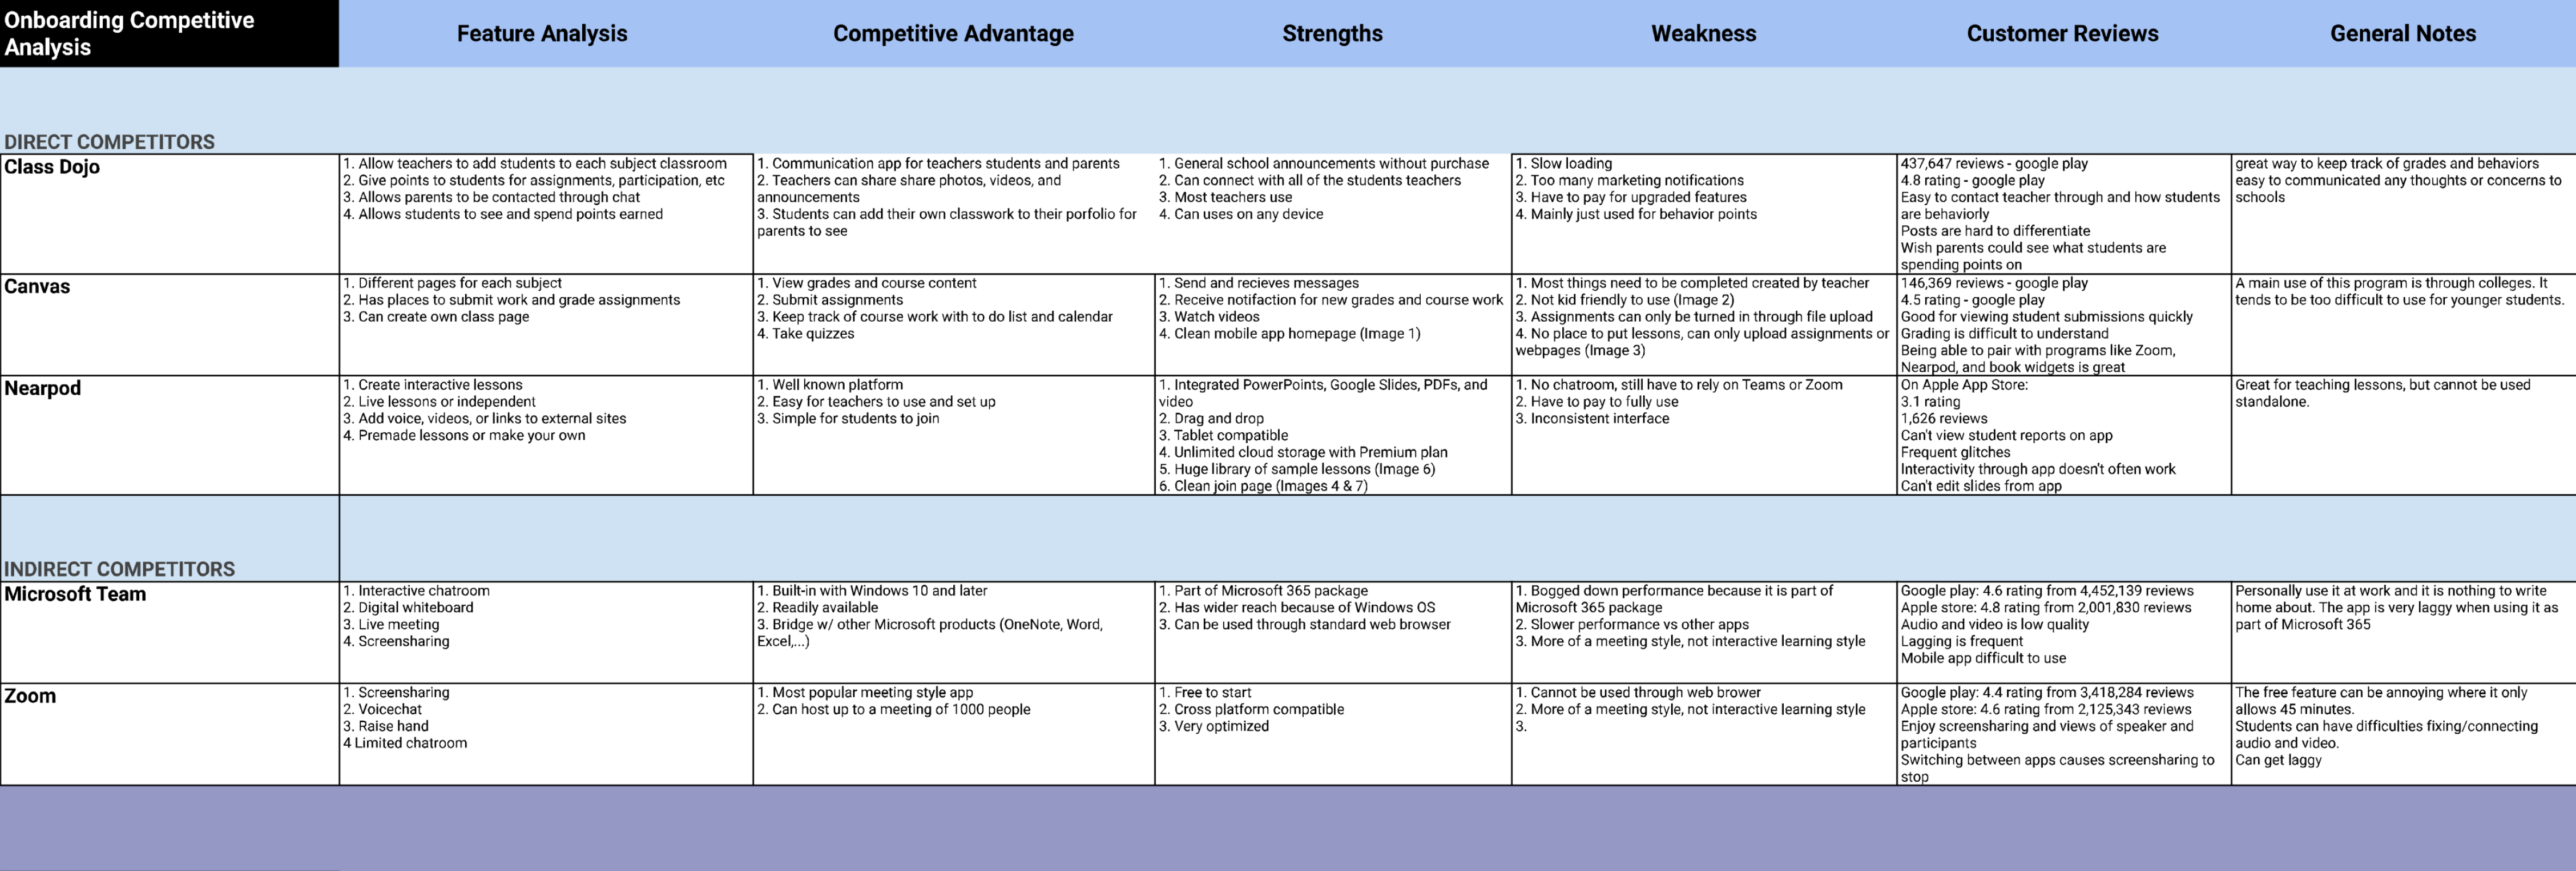 Onboarding Competitive
Analysis
Feature Analysis
Competitive Advantage
Strengths
Weakness
Customer Reviews
General Notes
DIRECT COMPETITORS
Class Dojo
1. Allow teachers to add students to each subject classroom
2. Give points to students for assignments, participation, etc
3. Allows parents to be contacted through chat
4. Allows students to see and spend points earned
1. Communication app for teachers students and parents
2. Teachers can share share photos, videos, and
announcements
3. Students can add their own classwork to their porfolio for
parents to see
1. General school announcements without purchase
2. Can connect with all of the students teachers
3. Most teachers use
4. Can uses on any device
1. Slow loading
2. Too many marketing notifications
3. Have to pay for upgraded features
4. Mainly just used for behavior points
437,647 reviews - google play
4.8 rating - google play
Easy to contact teacher through and how students
are behaviorly
Posts are hard to differentiate
Wish parents could see what students are
spending points on
great way to keep track of grades and behaviors
easy to communicated any thoughts or concerns to
schools
Canvas
1. Different pages for each subject
2. Has places to submit work and grade assignments
3. Can create own class page
1. View grades and course content
2. Submit assignments
3. Keep track of course work with to do list and calendar
4. Take quizzes
1. Send and recieves messages
2. Receive notifaction for new grades and course work
3. Watch videos
4. Clean mobile app homepage (Image 1)
1. Most things need to be completed created by teacher
2. Not kid friendly to use (Image 2)
3. Assignments can only be turned in through file upload
4. No place to put lessons, can only upload assignments or
webpages (Image 3)
146,369 reviews - google play
4.5 rating - google play
Good for viewing student submissions quickly
Grading is difficult to understand
Being able to pair with programs like Zoom,
Nearpod, and book widgets is great
A main use of this program is through colleges. It
tends to be too difficult to use for younger students.
Nearpod
1. Create interactive lessons
2. Live lessons or independent
3. Add voice, videos, or links to external sites
4. Premade lessons or make your own
1. Well known platform
2. Easy for teachers to use and set up
3. Simple for students to join
1. Integrated PowerPoints, Google Slides, PDFs, and
video
2. Drag and drop
3. Tablet compatible
4. Unlimited cloud storage with Premium plan
5. Huge library of sample lessons (Image 6)
6. Clean join page (Images 4 & 7)
1. No chatroom, still have to rely on Teams or Zoom
2. Have to pay to fully use
3. Inconsistent interface
On Apple App Store:
3.1 rating
1,626 reviews
Can't view student reports on app
Frequent glitches
Interactivity through app doesn't often work
Can't edit slides from app
Great for teaching lessons, but cannot be used
standalone.
INDIRECT COMPETITORS
Microsoft Team
1. Interactive chatroom
2. Digital whiteboard
3. Live meeting
4. Screensharing
1. Built-in with Windows 10 and later
2. Readily available
3. Bridge w/ other Microsoft products (OneNote, Word,
Excel,...)
1. Part of Microsoft 365 package
2. Has wider reach because of Windows OS
3. Can be used through standard web browser
1. Bogged down performance because it is part of
Microsoft 365 package
2. Slower performance vs other apps
3. More of a meeting style, not interactive learning style
Google play: 4.6 rating from 4,452,139 reviews
Apple store: 4.8 rating from 2,001,830 reviews
Audio and video is low quality
Lagging is frequent
Mobile app difficult to use
Personally use it at work and it is nothing to write
home about. The app is very laggy when using it as
part of Microsoft 365
Zoom
1. Screensharing
2. Voicechat
3. Raise hand
4 Limited chatroom
1. Most popular meeting style app
2. Can host up to a meeting of 1000 people
1. Free to start
2. Cross platform compatible
3. Very optimized
1. Cannot be used through web brower
2. More of a meeting style, not interactive learning style
3.
Google play: 4.4 rating from 3,418,284 reviews
Apple store: 4.6 rating from 2,125,343 reviews
Enjoy screensharing and views of speaker and
participants
Switching between apps causes screensharing to
stop
The free feature can be annoying where it only
allows 45 minutes.
Students can have difficulties fixing/connecting
audio and video.
Can get laggy